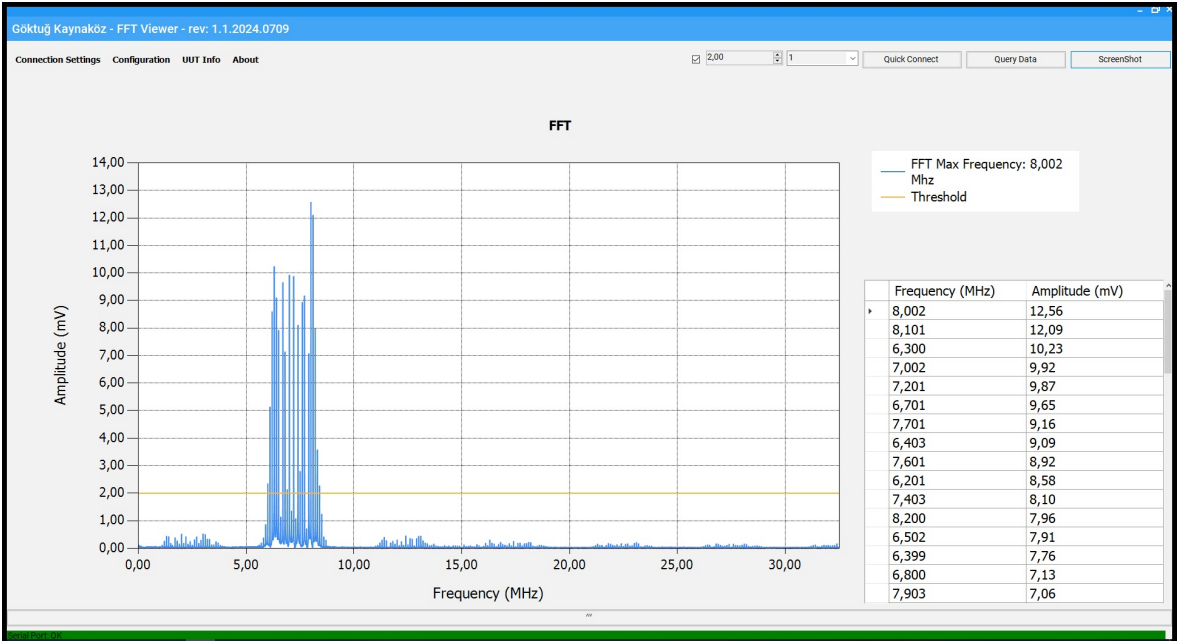 Göktuğ Kaynaköz - FFT Viewer - rev: 1.1.2024.0709
Connection Settings Configuration UUT Info About 2,00 1 Quick Connect Query Data ScreenShot
FFT
FFT Max Frequency: 8,002
Mhz
Threshold
Amplitude (mV)
14,00
13,00
12,00
11,00
10,00
9,00
8,00
7,00
6,00
5,00
4,00
3,00
2,00
1,00
0,00
0,00 5,00 10,00 15,00 20,00 25,00 30,00
Frequency (MHz)
Frequency (MHz) Amplitude (mV)
8,002 12,56
8,101 12,09
6,300 10,23
7,002 9,92
7,201 9,87
6,701 9,65
7,701 9,16
6,403 9,09
7,601 8,92
6,201 8,58
7,403 8,10
8,200 7,96
6,502 7,91
6,399 7,76
6,800 7,13
7,903 7,06
Serial Port: OK